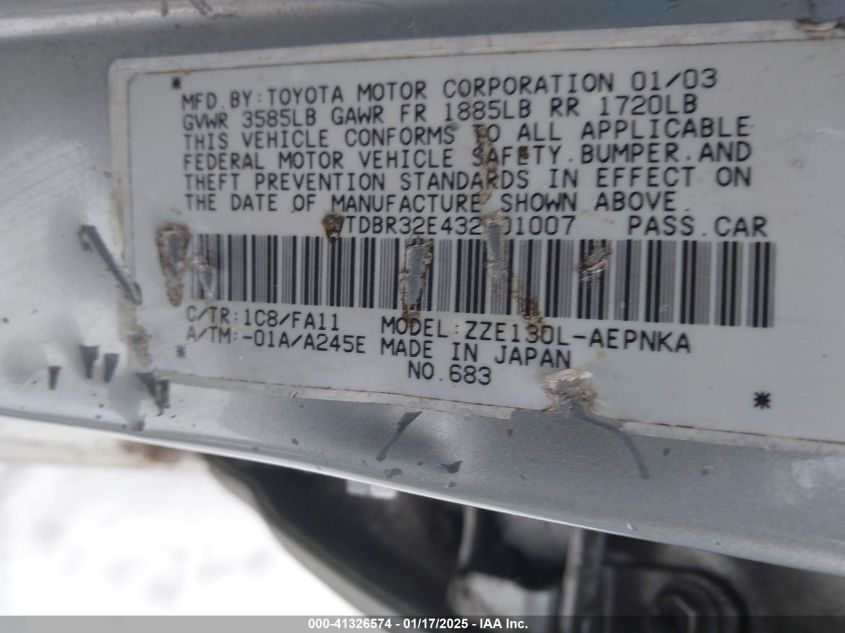 MFD.BY:TOYOTA MOTOR CORPORATION 01/03
GVWR 3585LB GAWR FR 1885LB RR 1720LB
THIS VEHICLE CONFORMS TO ALL APPLICABLE
FEDERAL MOTOR VEHICLE SAFETY.BUMPER.AND
THEFT PREVENTION STANDARDS IN EFFECT ON
THE DATE OF MANUFACTURE SHOWN ABOVE.
PASS.CAR
C/TR:1C8/FA11 MODEL:ZZE130L-AEPNKA
A/TM:-01A/A245E MADE IN JAPAN
NO.683
000-41326574 - 01/17/2025 - IAA Inc.